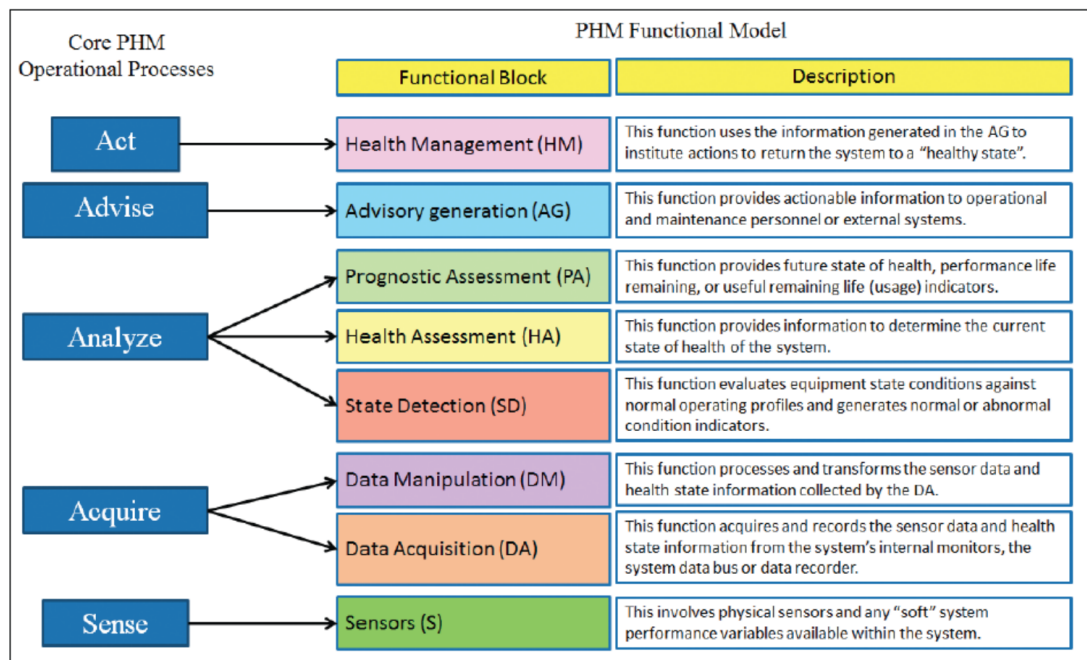 Core PHM
Operational Processes
PHM Functional Model
Functional Block
Description
Act
Health Management (HM)
This function uses the information generated in the AG to
institute actions to return the system to a “healthy state”.
Advise
Advisory generation (AG)
This function provides actionable information to operational
and maintenance personnel or external systems.
Analyze
Prognostic Assessment (PA)
This function provides future state of health, performance life
remaining, or useful remaining life (usage) indicators.
Health Assessment (HA)
This function provides information to determine the current
state of health of the system.
State Detection (SD)
This function evaluates equipment state conditions against
normal operating profiles and generates normal or abnormal
condition indicators.
Acquire
Data Manipulation (DM)
This function processes and transforms the sensor data and
health state information collected by the DA.
Data Acquisition (DA)
This function acquires and records the sensor data and health
state information from the system’s internal monitors, the
system data bus or data recorder.
Sense
Sensors (S)
This involves physical sensors and any “soft” system
performance variables available within the system.